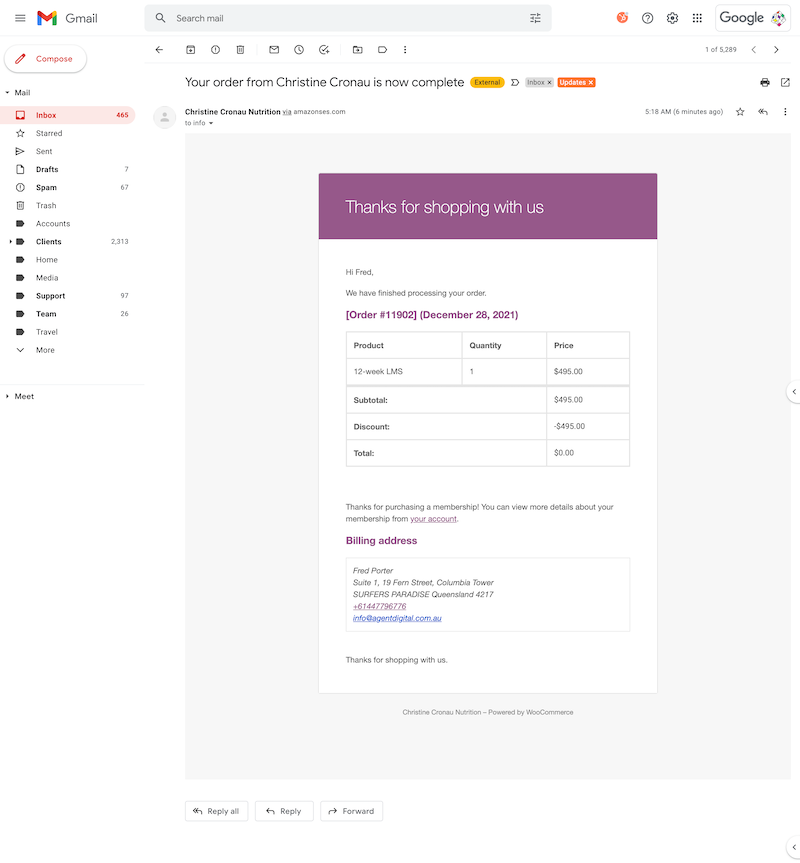 Gmail
Search mail
Google
Compose
1 of 5,289
Mail
Your order from Christine Cronau is now complete External Inbox × Updates ×
Inbox 465
Christine Cronau Nutrition via amazonses.com 5:18 AM (6 minutes ago)
to info
Starred
Sent
Drafts 7
Spam 67
Trash
Accounts
Clients 2,313
Home
Media
Support 97
Team 26
Travel
More
Meet
Thanks for shopping with us
Hi Fred,
We have finished processing your order.
[Order #11902] (December 28, 2021)
Product Quantity Price
12-week LMS 1 $495.00
Subtotal: $495.00
Discount: -$495.00
Total: $0.00
Thanks for purchasing a membership! You can view more details about your
membership from your account.
Billing address
Fred Porter
Suite 1, 19 Fern Street, Columbia Tower
SURFERS PARADISE Queensland 4217
+61447796776
info@agentdigital.com.au
Thanks for shopping with us.
Christine Cronau Nutrition – Powered by WooCommerce
Reply all Reply Forward